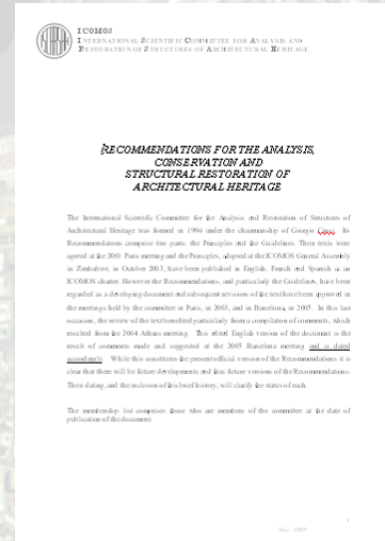 ICOMOS
INTERNATIONAL SCIENTIFIC COMMITTEE FOR ANALYSIS AND
RESTORATION OF STRUCTURES OF ARCHITECTURAL HERITAGE
RECOMMENDATIONS FOR THE ANALYSIS,
CONSERVATION AND
STRUCTURAL RESTORATION OF
ARCHITECTURAL HERITAGE
The International Scientific Committee for the Analysis and Restoration of Structures of
Architectural Heritage was formed in 1996 under the chairmanship of Giorgio Croci. Its
Recommendations comprise two parts: the Principles and the Guidelines. Their texts were
agreed at the 2001 Paris meeting and the Principles, adopted at the ICOMOS General Assembly
in Zimbabwe, in October 2003, have been published in English, French and Spanish as an
ICOMOS charter. However the Recommendations, and particularly the Guidelines, have been
regarded as a developing document and subsequent revisions of the text have been approved in
the meetings held by the committee in Paris, in 2003, and in Barcelona, in 2005. In this last
occasion, the review of the text benefited particularly from a compilation of comments, which
resulted from the 2004 Athens meeting. This edited English version of the document is the
result of comments made and suggested at the 2005 Barcelona meeting and is dated
accordingly. While this constitutes the present official version of the Recommendations it is
clear that there will be future developments and thus future versions of the Recommendations.
Their dating, and the inclusion of this brief history, will clarify the status of each.
The membership list comprises those who are members of the committee at the date of
publication of the document.
1
Nov. 2005